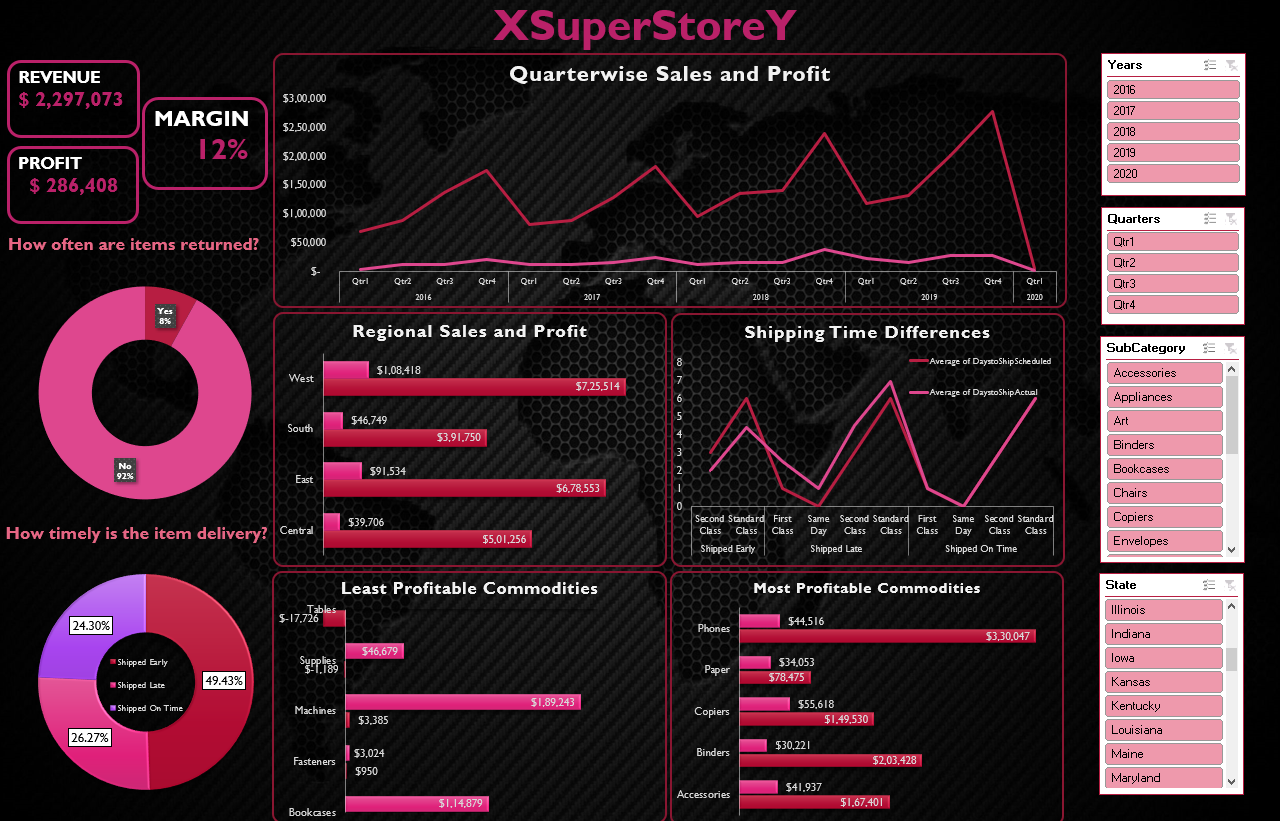 XSuperStoreY
REVENUE
$ 2,297,073
MARGIN
12%
PROFIT
$ 286,408
How often are items returned?
Yes
8%
No
92%
How timely is the item delivery?
24.30%
49.43%
26.27%
Shipped Early
Shipped Late
Shipped On Time
Quarterwise Sales and Profit
$3,00,000
$2,50,000
$2,00,000
$1,50,000
$1,00,000
$50,000
$-
Qtr1 Qtr2 Qtr3 Qtr4 Qtr1 Qtr2 Qtr3 Qtr4 Qtr1 Qtr2 Qtr3 Qtr4 Qtr1 Qtr2 Qtr3 Qtr4 Qtr1
2016 2017 2018 2019 2020
Regional Sales and Profit
West
$1,08,418
$7,25,514
South
$46,749
$3,91,750
East
$91,534
$6,78,553
Central
$39,706
$5,01,256
Shipping Time Differences
8
7
6
5
4
3
2
1
0
Average of DaystoShipScheduled
Average of DaystoShipActual
Second Class
Standard Class
First Class
Same Day
Second Class
Standard Class
First Class
Same Day
Second Class
Standard Class
Shipped Early
Shipped Late
Shipped On Time
Least Profitable Commodities
Tables
$-17,726
Supplies
$46,679
$-1,189
Machines
$1,89,243
$3,385
Fasteners
$3,024
$950
Bookcases
$1,14,879
Most Profitable Commodities
Phones
$44,516
$3,30,047
Paper
$34,053
$78,475
Copiers
$55,618
$1,49,530
Binders
$30,221
$2,03,428
Accessories
$41,937
$1,67,401
Years
2016
2017
2018
2019
2020
Quarters
Qtr1
Qtr2
Qtr3
Qtr4
SubCategory
Accessories
Appliances
Art
Binders
Bookcases
Chairs
Copiers
Envelopes
State
Illinois
Indiana
Iowa
Kansas
Kentucky
Louisiana
Maine
Maryland